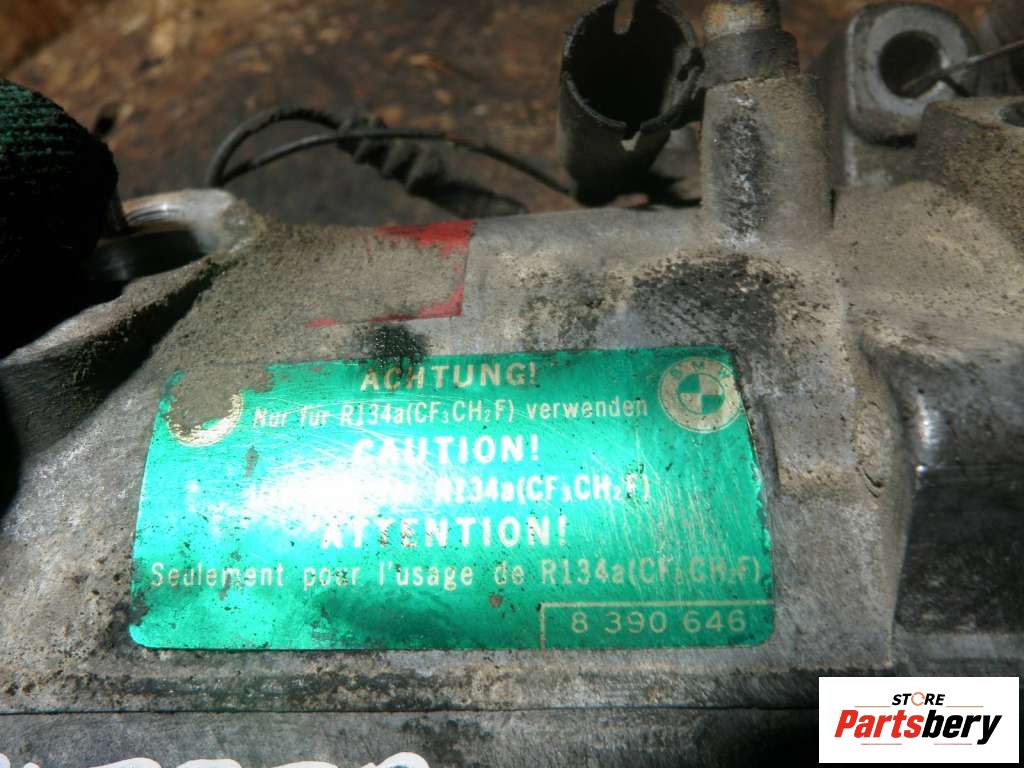 ACHTUNG!
Nur für R134a(CF₃CH₂F) verwenden
BMW
CAUTION!
R134a(CF₃CH₂F)
ATTENTION!
Seulement pour l'usage de R134a(CF₃CH₂F)
8 390 646
STORE
Partsbery